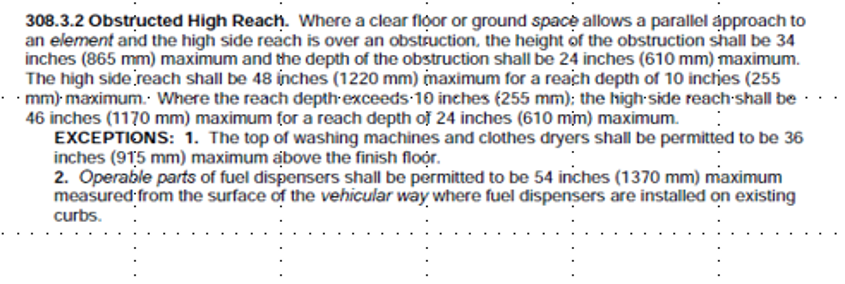 308.3.2 Obstructed High Reach. Where a clear floor or ground space allows a parallel approach to
an element and the high side reach is over an obstruction, the height of the obstruction shall be 34
inches (865 mm) maximum and the depth of the obstruction shall be 24 inches (610 mm) maximum.
The high side reach shall be 48 inches (1220 mm) maximum for a reach depth of 10 inches (255
mm) maximum. Where the reach depth exceeds 10 inches (255 mm); the high side reach shall be
46 inches (1170 mm) maximum for a reach depth of 24 inches (610 mm) maximum.
EXCEPTIONS: 1. The top of washing machines and clothes dryers shall be permitted to be 36
inches (915 mm) maximum above the finish floor.
2. Operable parts of fuel dispensers shall be permitted to be 54 inches (1370 mm) maximum
measured from the surface of the vehicular way where fuel dispensers are installed on existing
curbs.